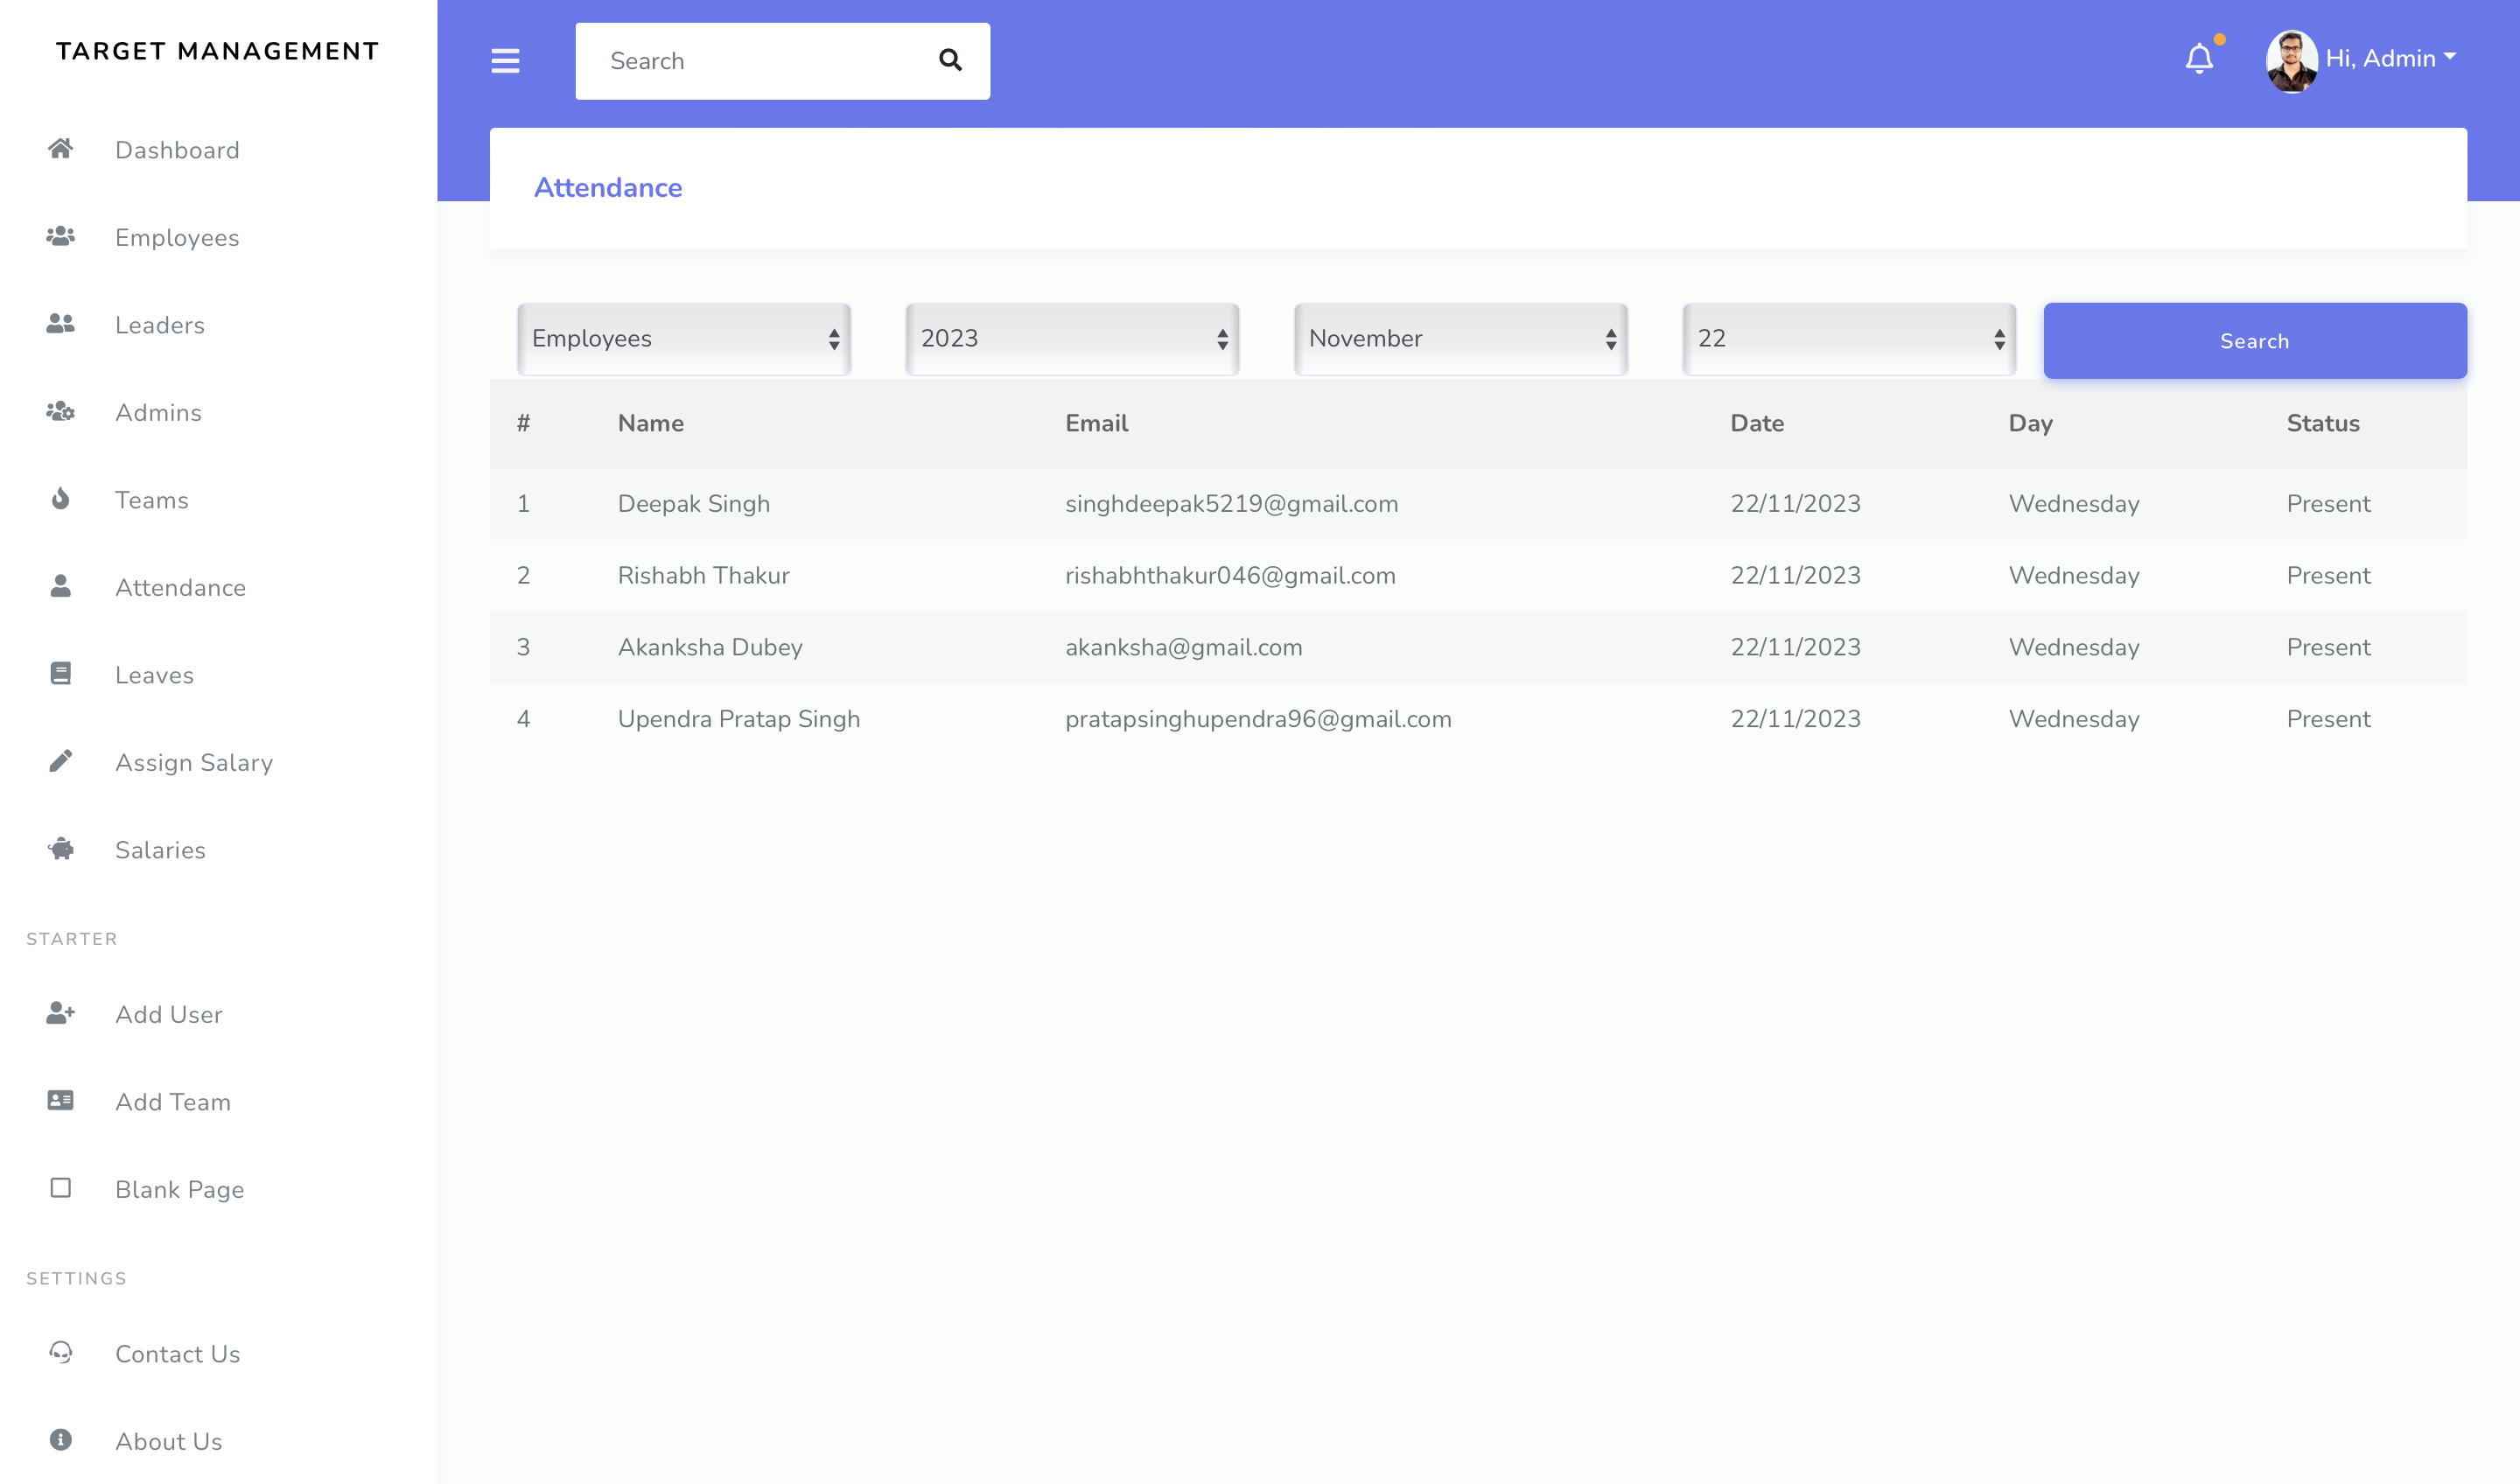 TARGET MANAGEMENT
Dashboard
Employees
Leaders
Admins
Teams
Attendance
Leaves
Assign Salary
Salaries
STARTER
Add User
Add Team
Blank Page
SETTINGS
Contact Us
About Us
Search
Hi, Admin
Attendance
Employees 2023 November 22 Search
# Name Email Date Day Status
1 Deepak Singh singhdeepak5219@gmail.com 22/11/2023 Wednesday Present
2 Rishabh Thakur rishabhthakur046@gmail.com 22/11/2023 Wednesday Present
3 Akanksha Dubey akanksha@gmail.com 22/11/2023 Wednesday Present
4 Upendra Pratap Singh pratapsinghupendra96@gmail.com 22/11/2023 Wednesday Present